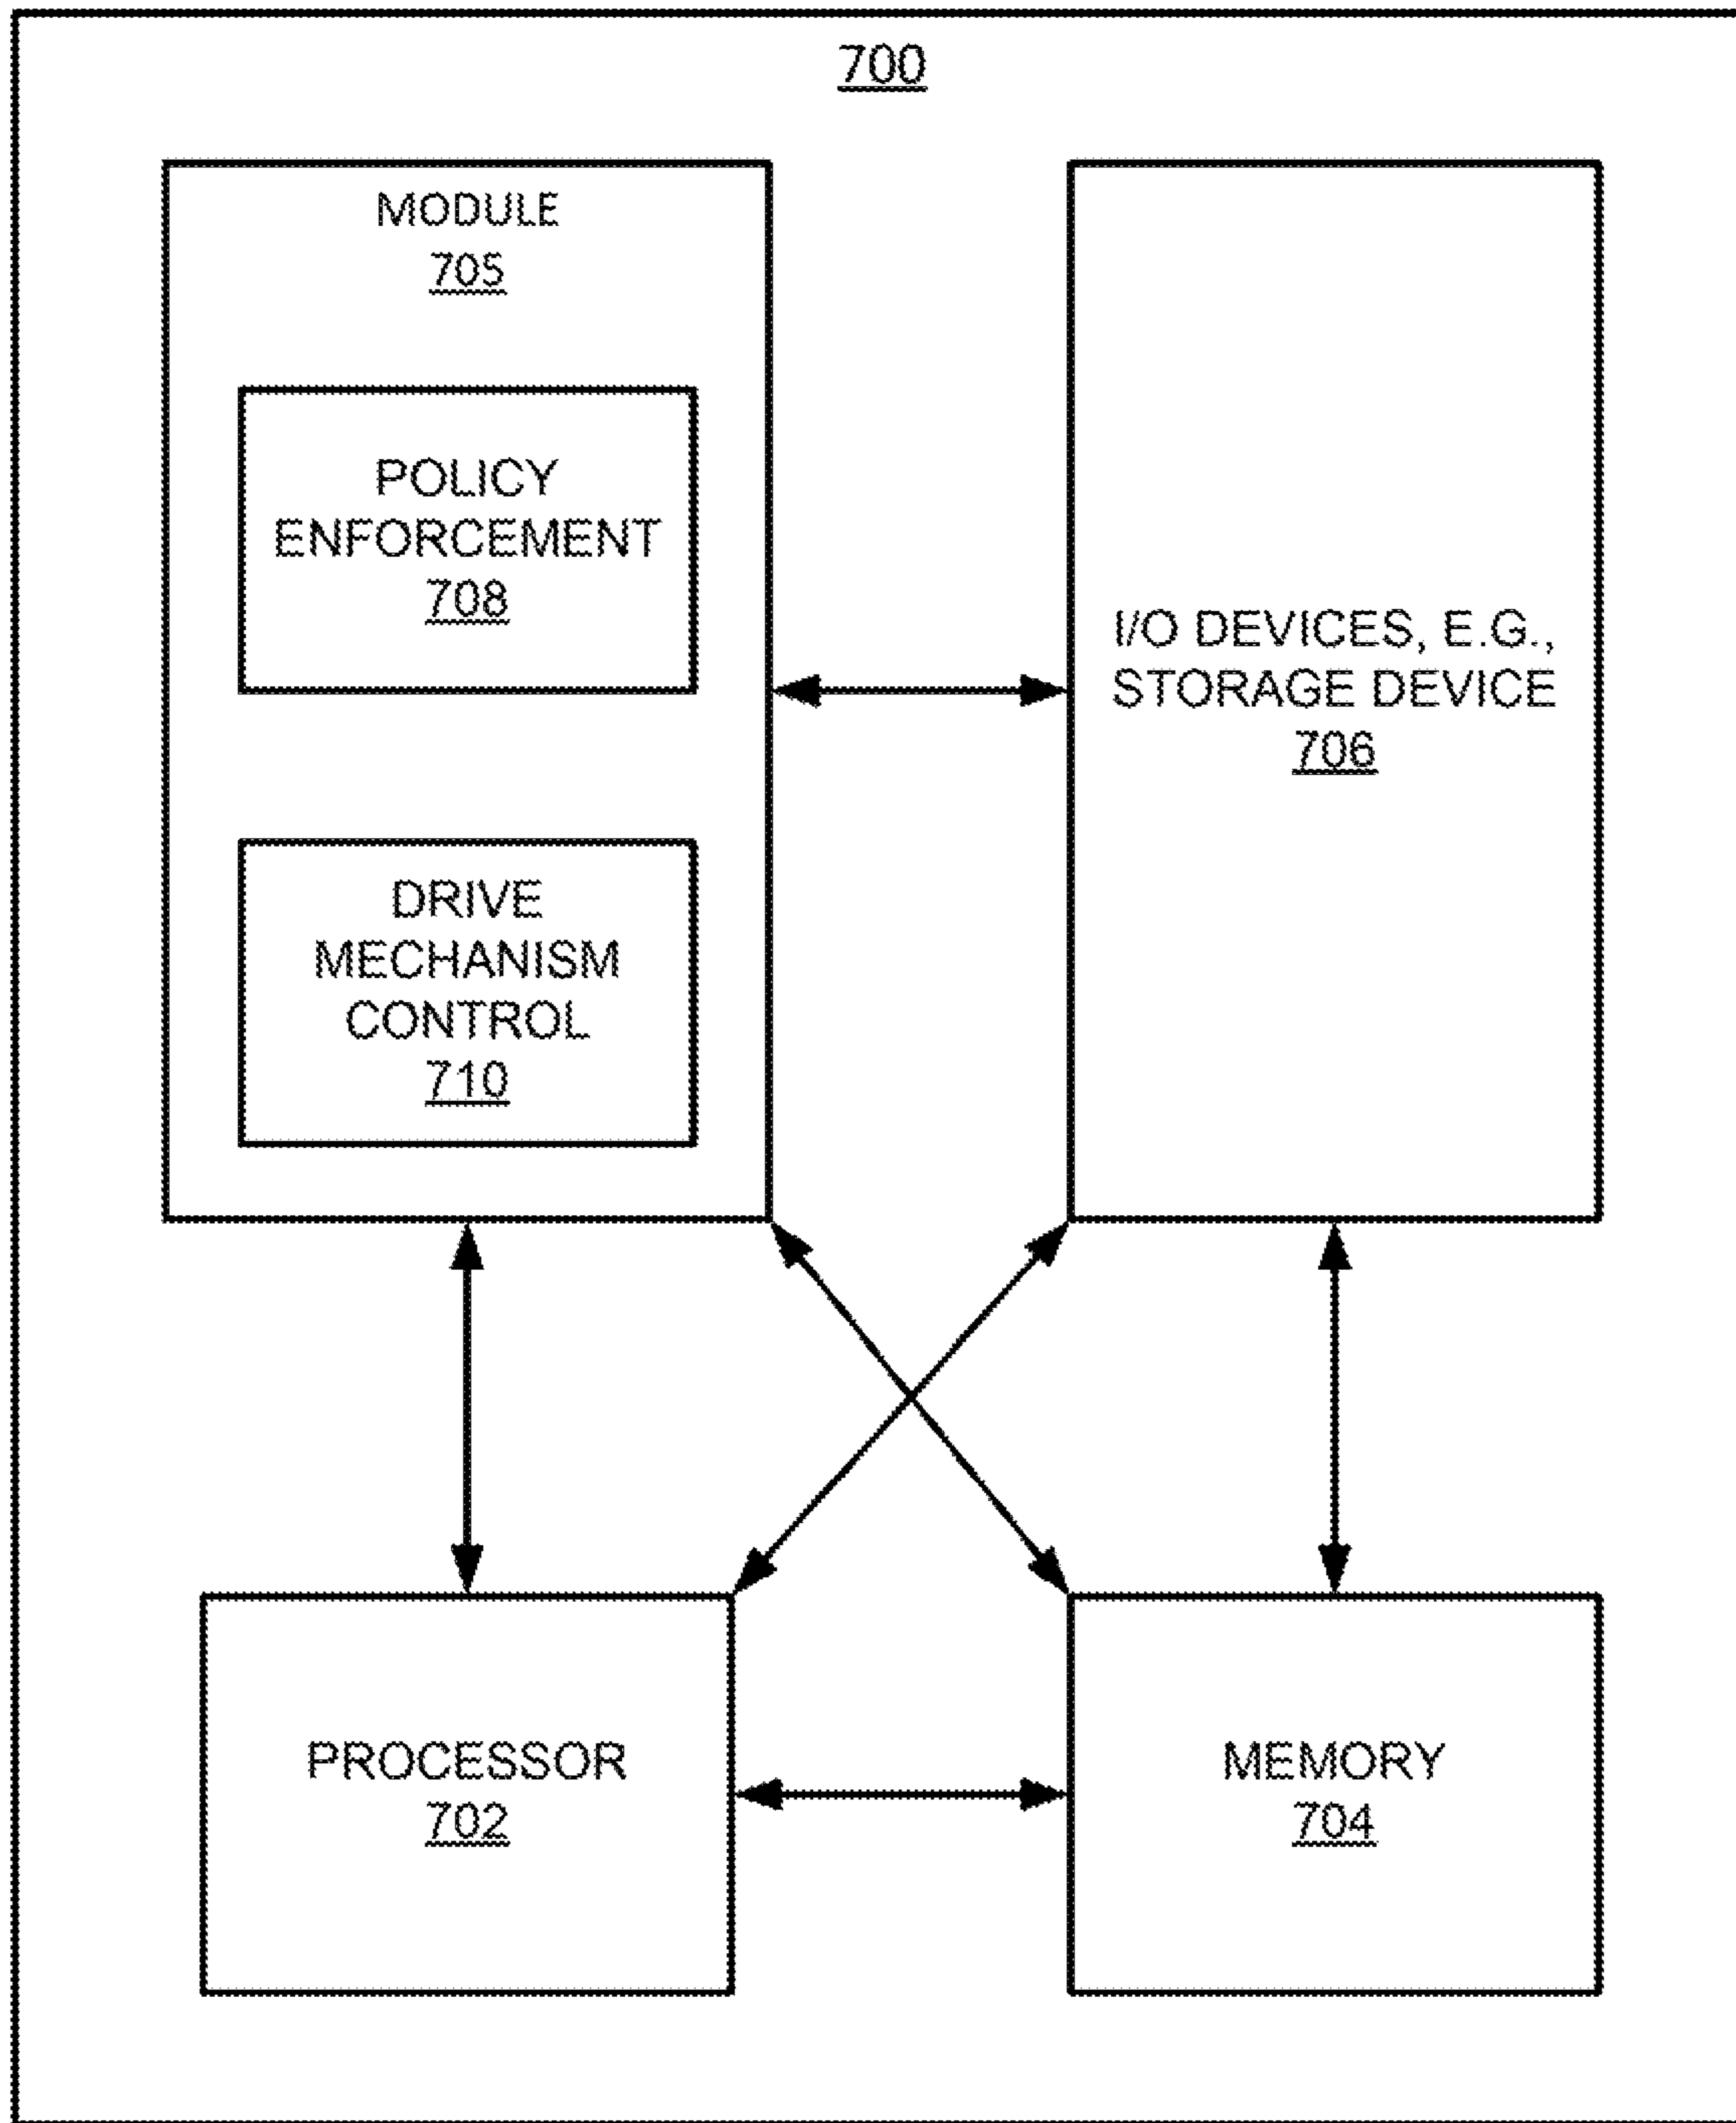 700
MODULE
705
POLICY
ENFORCEMENT
708
I/O DEVICES, E.G.,
STORAGE DEVICE
706
DRIVE
MECHANISM
CONTROL
710
PROCESSOR
702
MEMORY
704